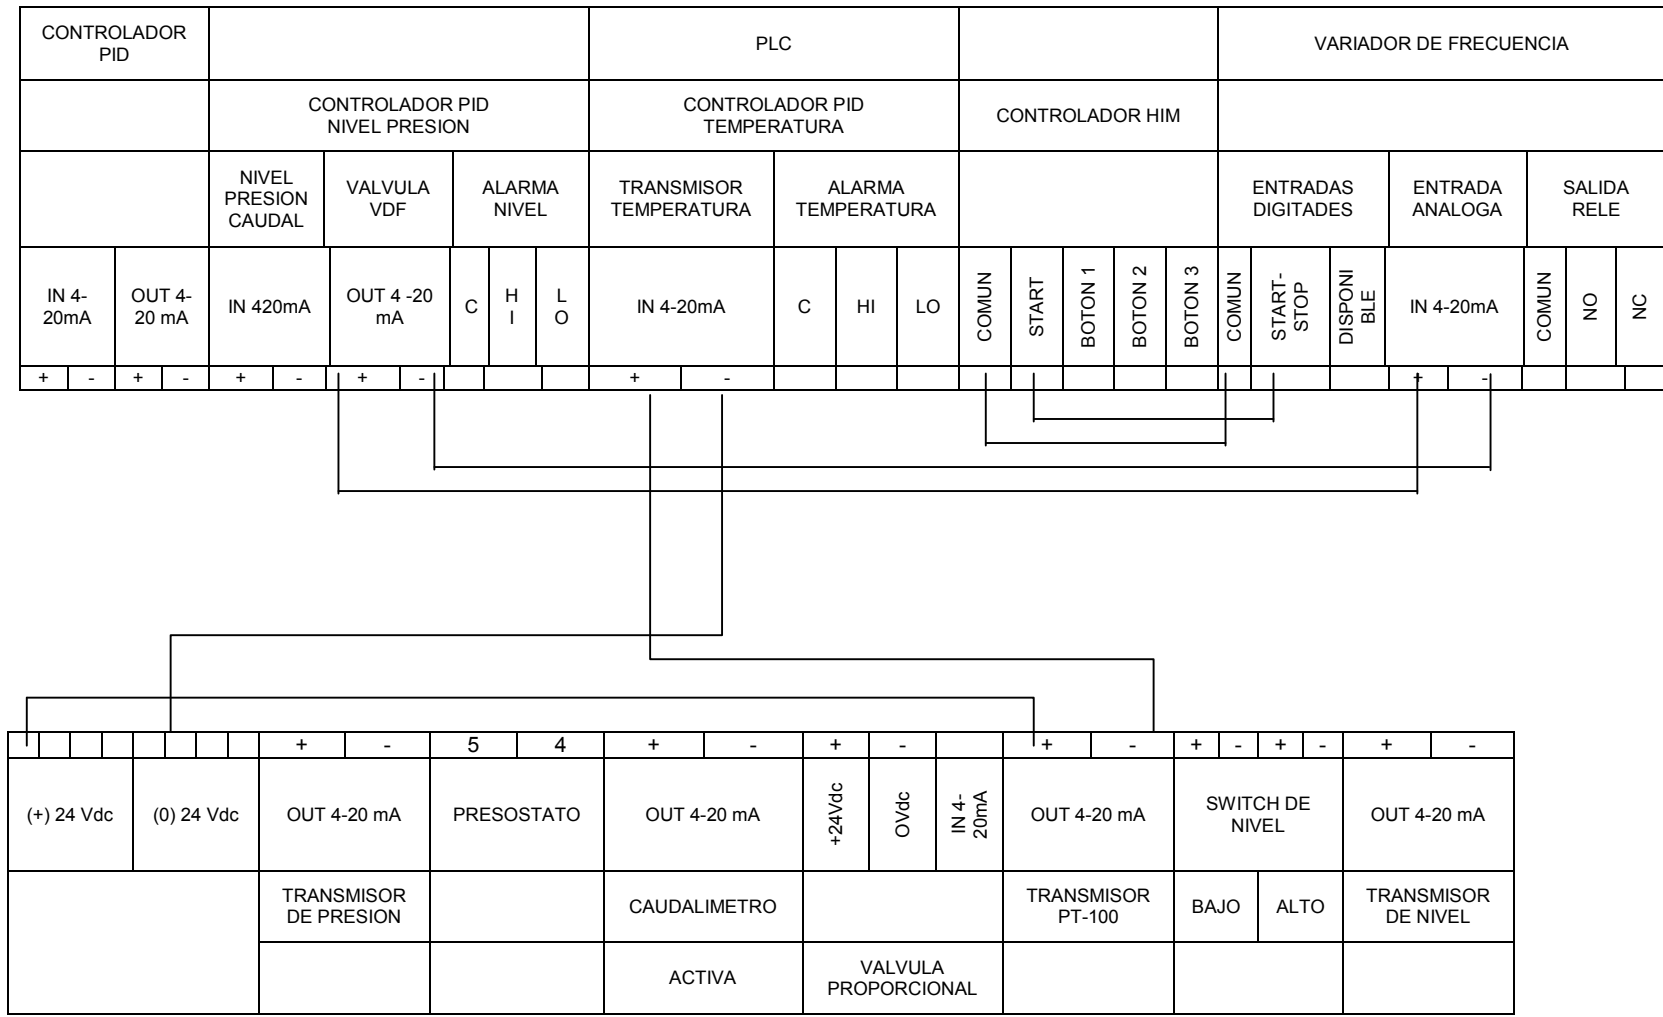 CONTROLADOR
PID
PLC
VARIADOR DE FRECUENCIA
CONTROLADOR PID
NIVEL PRESION
CONTROLADOR PID
TEMPERATURA
CONTROLADOR HIM
NIVEL
PRESION
CAUDAL
VALVULA
VDF
ALARMA
NIVEL
TRANSMISOR
TEMPERATURA
ALARMA
TEMPERATURA
ENTRADAS
DIGITADES
ENTRADA
ANALOGA
SALIDA
RELE
IN 4-
20mA
OUT 4-
20 mA
IN 420mA
OUT 4 -20
mA
C
H
I
L
O
IN 4-20mA
C
HI
LO
COMUN
START
BOTON 1
BOTON 2
BOTON 3
COMUN
START-
STOP
DISPONI
BLE
IN 4-20mA
COMUN
NO
NC
+ - + - + - + - + - + -
+ - 5 4 + - + - + - + - + - + -
(+) 24 Vdc
(0) 24 Vdc
OUT 4-20 mA
PRESOSTATO
OUT 4-20 mA
+24Vdc
OVdc
IN 4-
20mA
OUT 4-20 mA
SWITCH DE
NIVEL
OUT 4-20 mA
TRANSMISOR
DE PRESION
CAUDALIMETRO
TRANSMISOR
PT-100
BAJO
ALTO
TRANSMISOR
DE NIVEL
ACTIVA
VALVULA
PROPORCIONAL